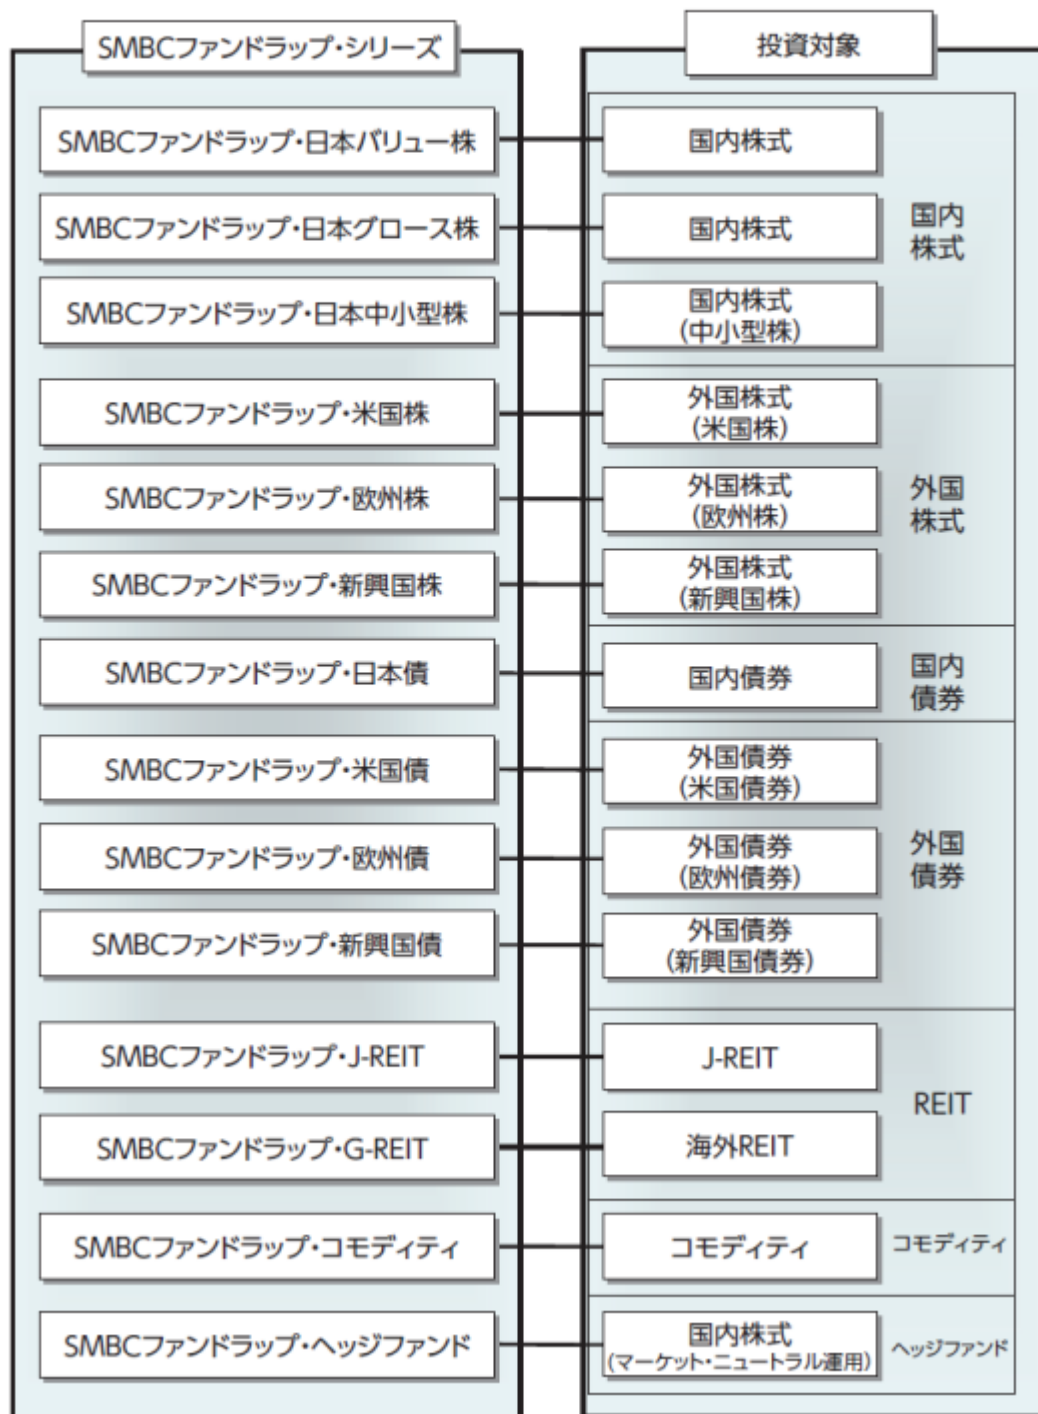 SMBCファンドラップ・シリーズ
投資対象
SMBCファンドラップ・日本バリュー株
国内株式
SMBCファンドラップ・日本グロース株
国内株式
国内
株式
SMBCファンドラップ・日本中小型株
国内株式
(中小型株)
SMBCファンドラップ・米国株
外国株式
(米国株)
SMBCファンドラップ・欧州株
外国株式
(欧州株)
外国
株式
SMBCファンドラップ・新興国株
外国株式
(新興国株)
SMBCファンドラップ・日本債
国内債券
国内
債券
SMBCファンドラップ・米国債
外国債券
(米国債券)
SMBCファンドラップ・欧州債
外国債券
(欧州債券)
外国
債券
SMBCファンドラップ・新興国債
外国債券
(新興国債券)
SMBCファンドラップ・J-REIT
J-REIT
REIT
SMBCファンドラップ・G-REIT
海外REIT
SMBCファンドラップ・コモディティ
コモディティ
コモディティ
SMBCファンドラップ・ヘッジファンド
国内株式
(マーケット・ニュートラル運用)
ヘッジファンド